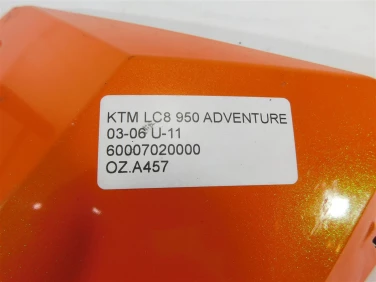 KTM LC8 950 ADVENTURE
03-06 U-11
60007020000
OZ.A457